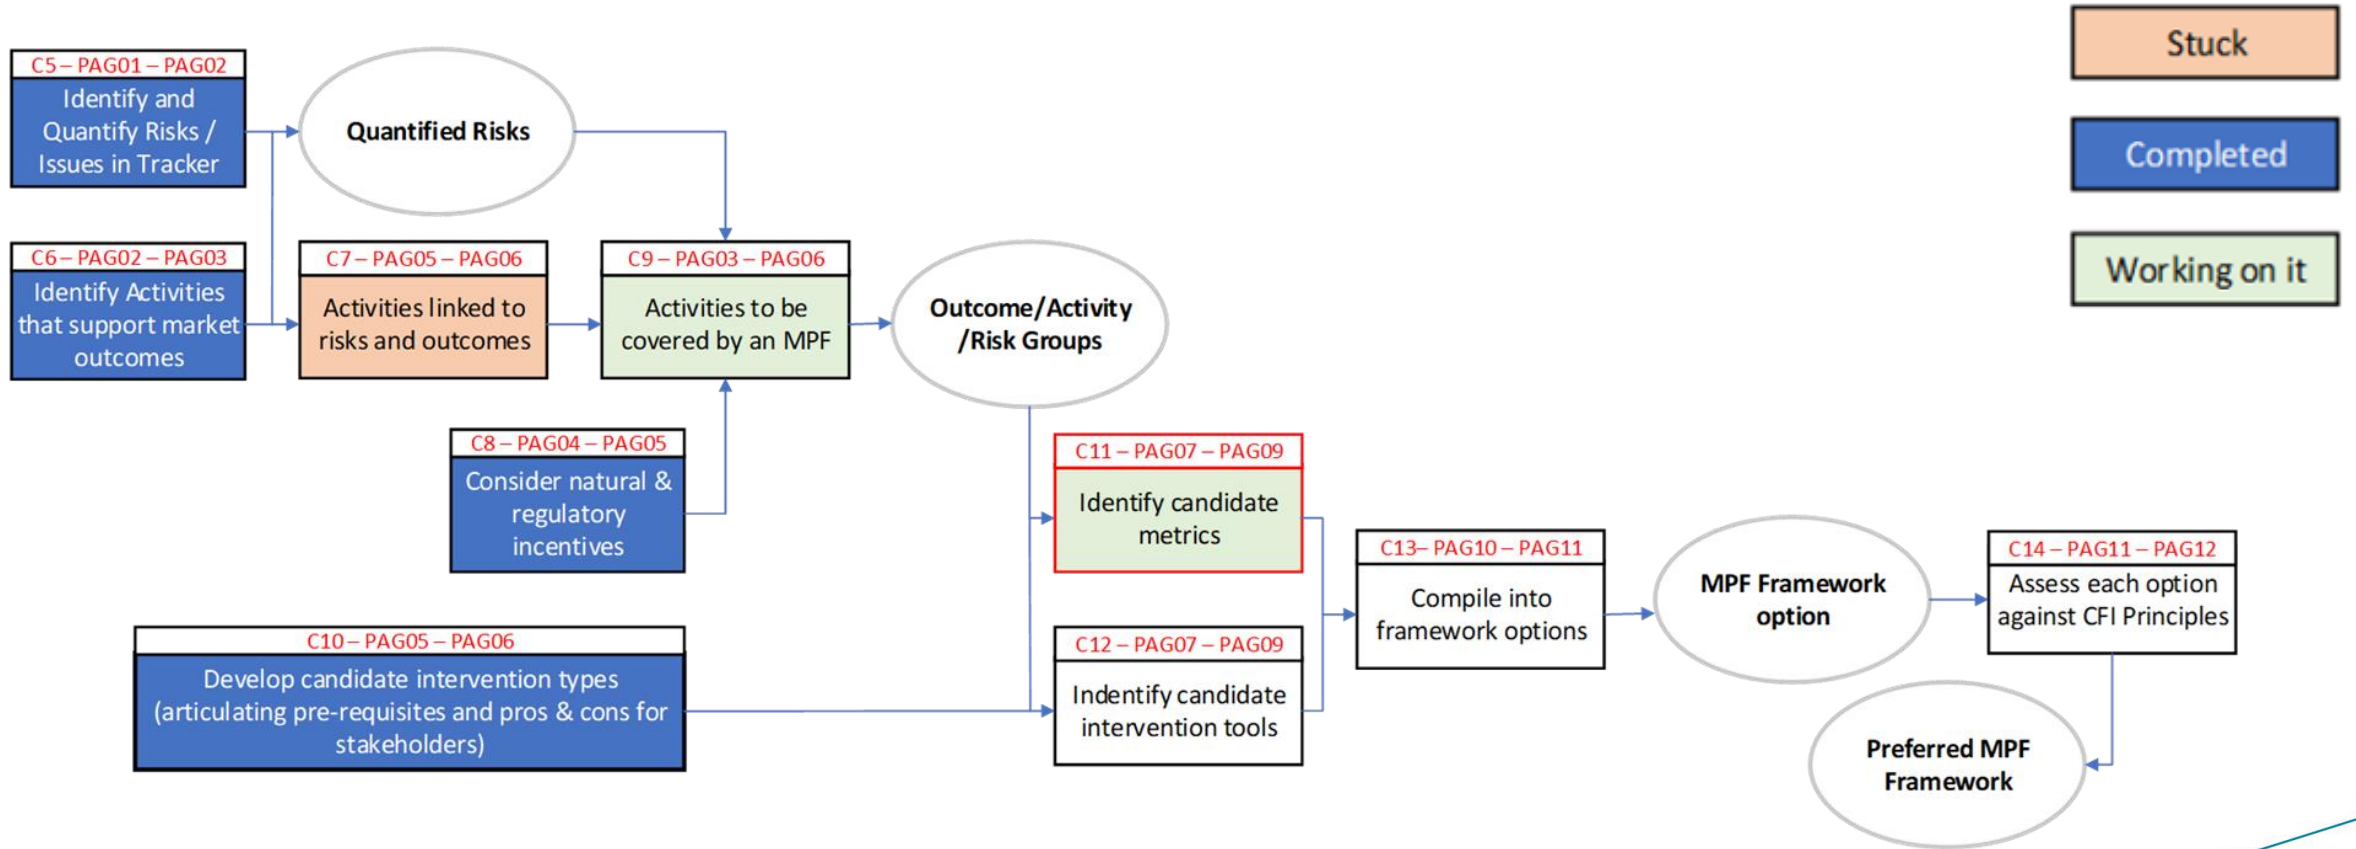 Stuck
Completed
Working on it
C5 – PAG01 – PAG02
Identify and
Quantify Risks /
Issues in Tracker
Quantified Risks
C6 – PAG02 – PAG03
Identify Activities
that support market
outcomes
C7 – PAG05 – PAG06
Activities linked to
risks and outcomes
C9 – PAG03 – PAG06
Activities to be
covered by an MPF
Outcome/Activity
/Risk Groups
C8 – PAG04 – PAG05
Consider natural &
regulatory
incentives
C10 – PAG05 – PAG06
Develop candidate intervention types
(articulating pre-requisites and pros & cons for
stakeholders)
C11 – PAG07 – PAG09
Identify candidate
metrics
C12 – PAG07 – PAG09
Indentify candidate
intervention tools
C13– PAG10 – PAG11
Compile into
framework options
MPF Framework
option
C14 – PAG11 – PAG12
Assess each option
against CFI Principles
Preferred MPF
Framework